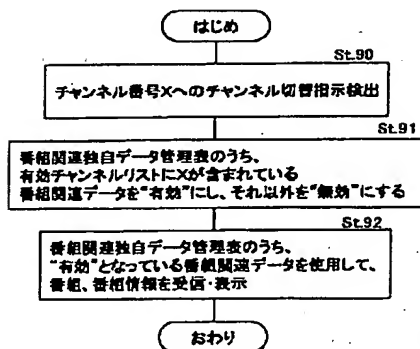 はじめ
St.90
チャンネル番号Xへのチャンネル切替指示検出
St.91
番組関連独自データ管理表のうち、
有効チャンネルリストにXが含まれている
番組関連データを"有効"にし、それ以外を"無効"にする
St.92
番組関連独自データ管理表のうち、
"有効"となっている番組関連データを使用して、
番組、番組情報を受信・表示
おわり